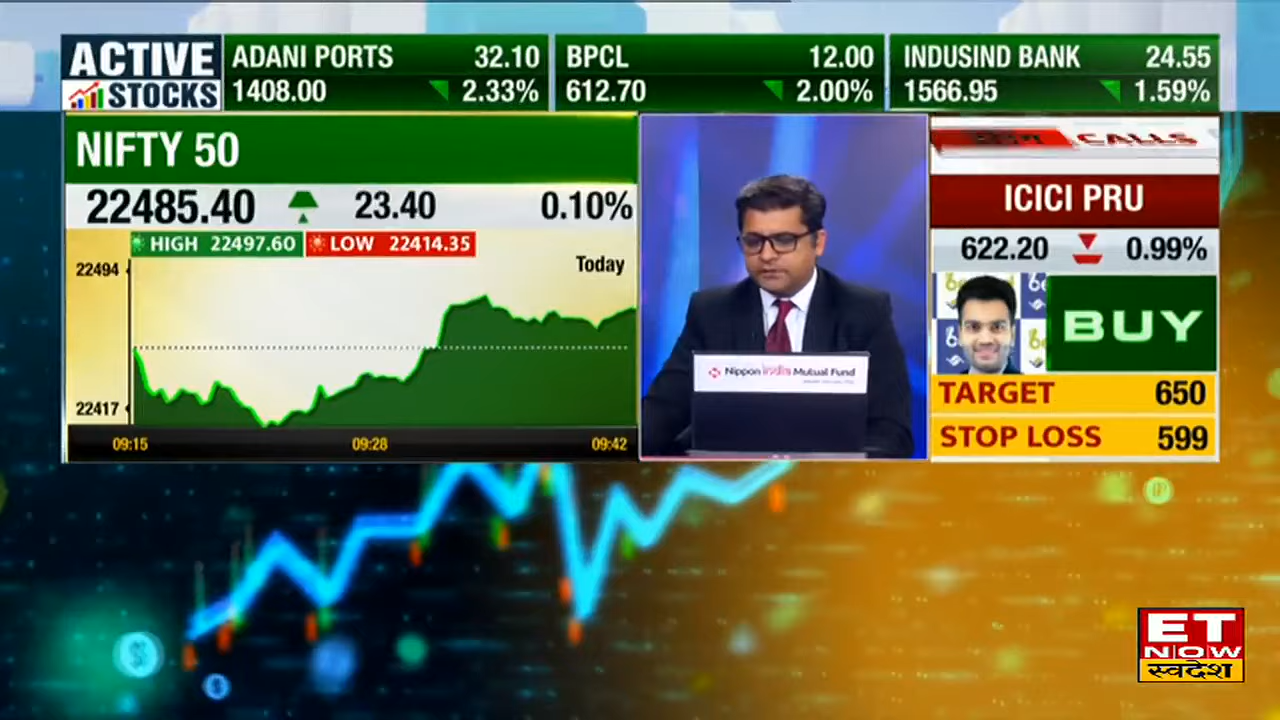 ACTIVE STOCKS
ADANI PORTS 32.10
1408.00 2.33%
BPCL 12.00
612.70 2.00%
INDUSIND BANK 24.55
1566.95 1.59%
NIFTY 50
22485.40 23.40 0.10%
HIGH 22497.60 LOW 22414.35
Today
22494
22417
09:15 09:28 09:42
Nippon india Mutual Fund
CALLS
ICICI PRU
622.20 0.99%
BUY
TARGET 650
STOP LOSS 599
ET
NOW
स्वदेश